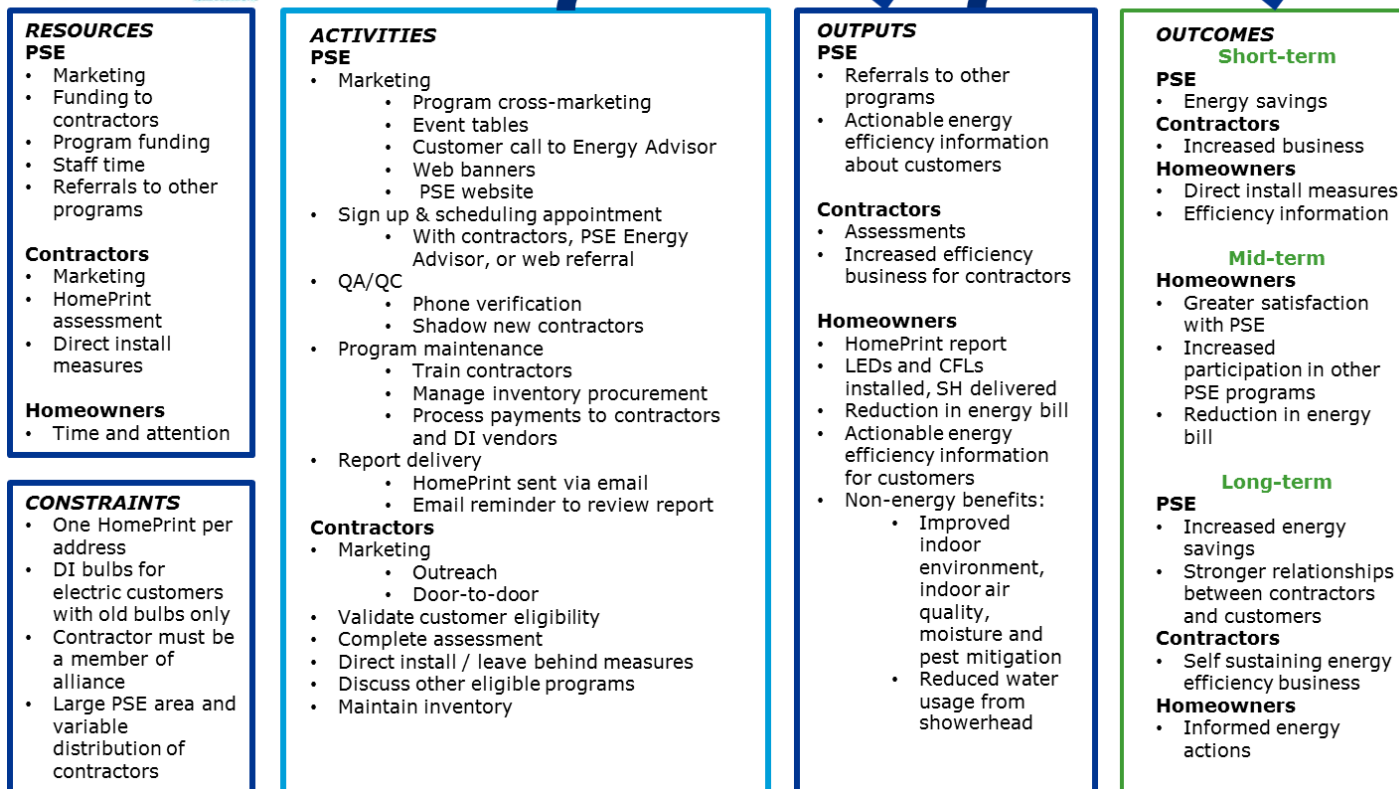 RESOURCES
PSE
• Marketing
• Funding to
contractors
• Program funding
• Staff time
• Referrals to other
programs
Contractors
• Marketing
• HomePrint
assessment
• Direct install
measures
Homeowners
• Time and attention
CONSTRAINTS
• One HomePrint per
address
• DI bulbs for
electric customers
with old bulbs only
• Contractor must be
a member of
alliance
• Large PSE area and
variable
distribution of
contractors
ACTIVITIES
PSE
• Marketing
• Program cross-marketing
• Event tables
• Customer call to Energy Advisor
• Web banners
• PSE website
• Sign up & scheduling appointment
• With contractors, PSE Energy
Advisor, or web referral
• QA/QC
• Phone verification
• Shadow new contractors
• Program maintenance
• Train contractors
• Manage inventory procurement
• Process payments to contractors
and DI vendors
• Report delivery
• HomePrint sent via email
• Email reminder to review report
Contractors
• Marketing
• Outreach
• Door-to-door
• Validate customer eligibility
• Complete assessment
• Direct install / leave behind measures
• Discuss other eligible programs
• Maintain inventory
OUTPUTS
PSE
• Referrals to other
programs
• Actionable energy
efficiency information
about customers
Contractors
• Assessments
• Increased efficiency
business for contractors
Homeowners
• HomePrint report
• LEDs and CFLs
installed, SH delivered
• Reduction in energy bill
• Actionable energy
efficiency information
for customers
• Non-energy benefits:
• Improved
indoor
environment,
indoor air
quality,
moisture and
pest mitigation
• Reduced water
usage from
showerhead
OUTCOMES
Short-term
PSE
• Energy savings
Contractors
• Increased business
Homeowners
• Direct install measures
• Efficiency information
Mid-term
Homeowners
• Greater satisfaction
with PSE
• Increased
participation in other
PSE programs
• Reduction in energy
bill
Long-term
PSE
• Increased energy
savings
• Stronger relationships
between contractors
and customers
Contractors
• Self sustaining energy
efficiency business
Homeowners
• Informed energy
actions